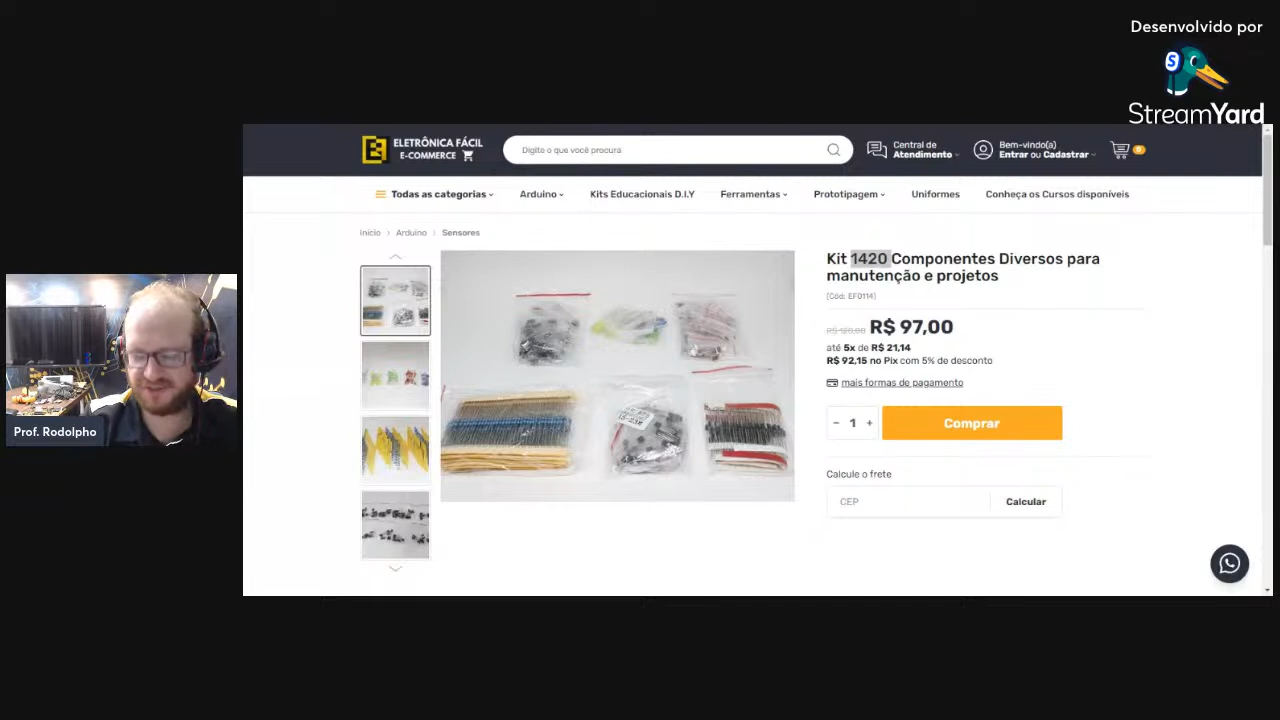 Desenvolvido por
StreamYard
ELETRÔNICA FÁCIL
E-COMMERCE
Digite o que você procura
Central de
Atendimento
Bem-vindo(a)
Entrar ou Cadastrar
0
Todas as categorias
Arduino
Kits Educacionais D.I.Y
Ferramentas
Prototipagem
Uniformes
Conheça os Cursos disponíveis
Início > Arduino > Sensores
Kit 1420 Componentes Diversos para
manutenção e projetos
(Cód: EF0114)
R$ 97,00
até 5x de R$ 21,14
R$ 92,15 no Pix com 5% de desconto
mais formas de pagamento
− 1 +
Comprar
Calcule o frete
CEP
Calcular
Prof. Rodolpho